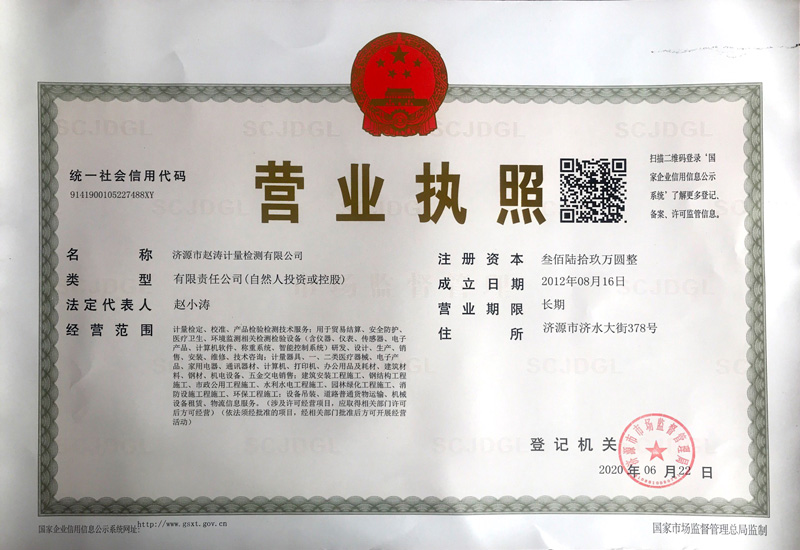 统一社会信用代码
9141900105227488XY
营业执照
扫描二维码登录‘国
家企业信用信息公示
系统’了解更多登记、
备案、许可监管信息。
名称 济源市赵涛计量检测有限公司
类型 有限责任公司(自然人投资或控股)
法定代表人 赵小涛
经营范围 计量检定、校准、产品检验检测技术服务；用于贸易结算、安全防护、
医疗卫生、环境监测相关检测检验设备（含仪器、仪表、传感器、电子
产品、计算机软件、称重系统、智能控制系统）研发、设计、生产、销
售、安装、维修、技术咨询；计量器具、一、二类医疗器械、电子产
品、家用电器、通讯器材、计算机、打印机、办公用品及耗材、建筑材
料、钢材、机电设备、五金交电销售；建筑安装工程施工、钢结构工程
施工、市政公用工程施工、水利水电工程施工、园林绿化工程施工、消
防设施工程施工、环保工程施工；设备吊装、道路普通货物运输、机械
设备租赁、物流信息服务。（涉及许可经营项目，应取得相关部门许可
后方可经营）（依法须经批准的项目，经相关部门批准后方可开展经营
活动）
注册资本 叁佰陆拾玖万圆整
成立日期 2012年08月16日
营业期限 长期
住所 济源市济水大街378号
登记机关
济源市市场监督管理局
2020 年 06 月 22 日
国家企业信用信息公示系统网址：http://www.gsxt.gov.cn
国家市场监督管理总局监制
SCJDGL
SCJDGL
SCJDGL
市场监督管理